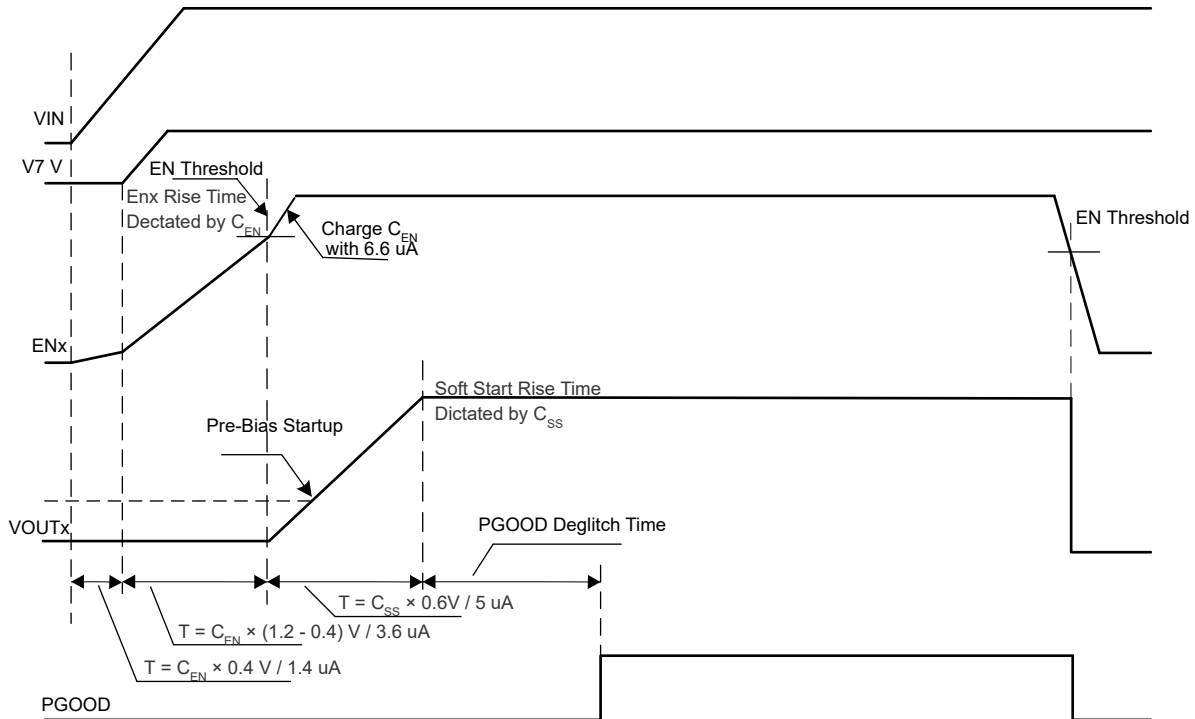 VIN
V7 V
EN Threshold
Enx Rise Time
Dectated by C_EN
Charge C_EN
with 6.6 uA
EN Threshold
ENx
Soft Start Rise Time
Dictated by C_SS
Pre-Bias Startup
VOUTx
PGOOD Deglitch Time
T = C_SS × 0.6V / 5 uA
T = C_EN × (1.2 - 0.4) V / 3.6 uA
T = C_EN × 0.4 V / 1.4 uA
PGOOD